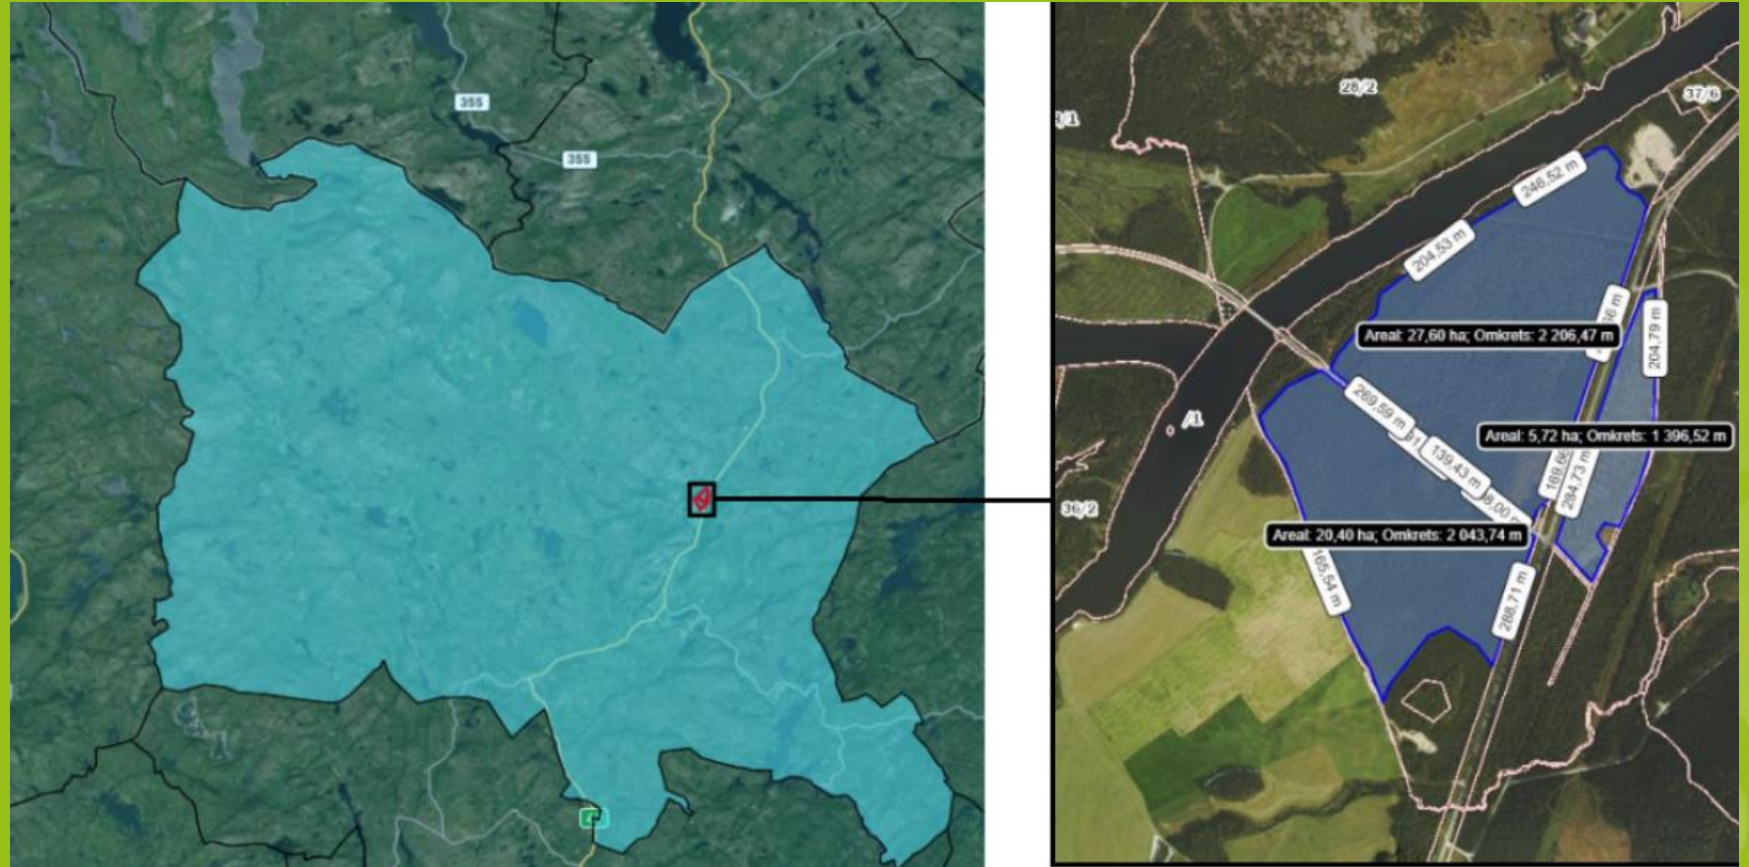 355
355
28/2
37/6
246,52 m
204,53 m
Areal: 27,60 ha; Omkrets: 2 206,47 m
204,79 m
269,59 m
/1
139,43 m
Areal: 5,72 ha; Omkrets: 1 396,52 m
284,73 m
36/2
Areal: 20,40 ha; Omkrets: 2 043,74 m
165,54 m
288,71 m